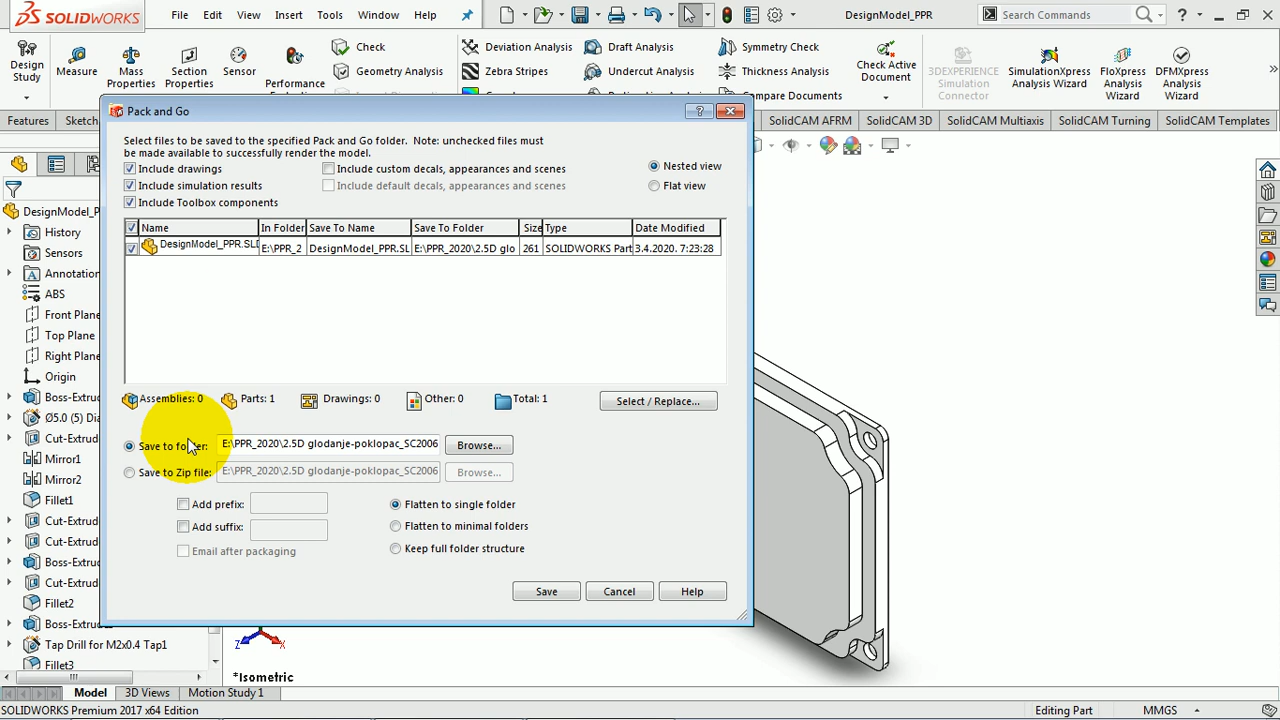 DS SOLIDWORKS File Edit View Insert Tools Window Help DesignModel_PPR Search Commands ?
Design Study
Measure
Mass Properties
Section Properties
Sensor
Performance
Check
Geometry Analysis
Deviation Analysis
Zebra Stripes
Draft Analysis
Undercut Analysis
Symmetry Check
Thickness Analysis
Compare Documents
Check Active Document
3DEXPERIENCE Simulation Connector
SimulationXpress Analysis Wizard
FloXpress Analysis Wizard
DFMXpress Analysis Wizard
Features Sketch SolidCAM AFRM SolidCAM 3D SolidCAM Multiaxis SolidCAM Turning SolidCAM Templates
Pack and Go ?
Select files to be saved to the specified Pack and Go folder. Note: unchecked files must
be made available to successfully render the model.
Include drawings Include custom decals, appearances and scenes Nested view
Include simulation results Include default decals, appearances and scenes Flat view
Include Toolbox components
Name In Folder Save To Name Save To Folder Size Type Date Modified
DesignModel_PPR.SLD E:\PPR_2 DesignModel_PPR.SL E:\PPR_2020\2.5D glo 261 SOLIDWORKS Part 3.4.2020. 7:23:28
Assemblies: 0 Parts: 1 Drawings: 0 Other: 0 Total: 1 Select / Replace...
Save to folder: E:\PPR_2020\2.5D glodanje-poklopac_SC2006 Browse...
Save to Zip file: E:\PPR_2020\2.5D glodanje-poklopac_SC2006 Browse...
Add prefix: Flatten to single folder
Add suffix: Flatten to minimal folders
Email after packaging Keep full folder structure
Save Cancel Help
DesignModel_PPR
History
Sensors
Annotation
ABS
Front Plane
Top Plane
Right Plane
Origin
Boss-Extrud
Ø5.0 (5) Dia
Cut-Extrude
Mirror1
Mirror2
Fillet1
Cut-Extrude
Cut-Extrude
Boss-Extrud
Cut-Extrude
Fillet2
Boss-Extrud
Tap Drill for M2x0.4 Tap1
Fillet3
Z X
*Isometric
Model 3D Views Motion Study 1
SOLIDWORKS Premium 2017 x64 Edition Editing Part MMGS